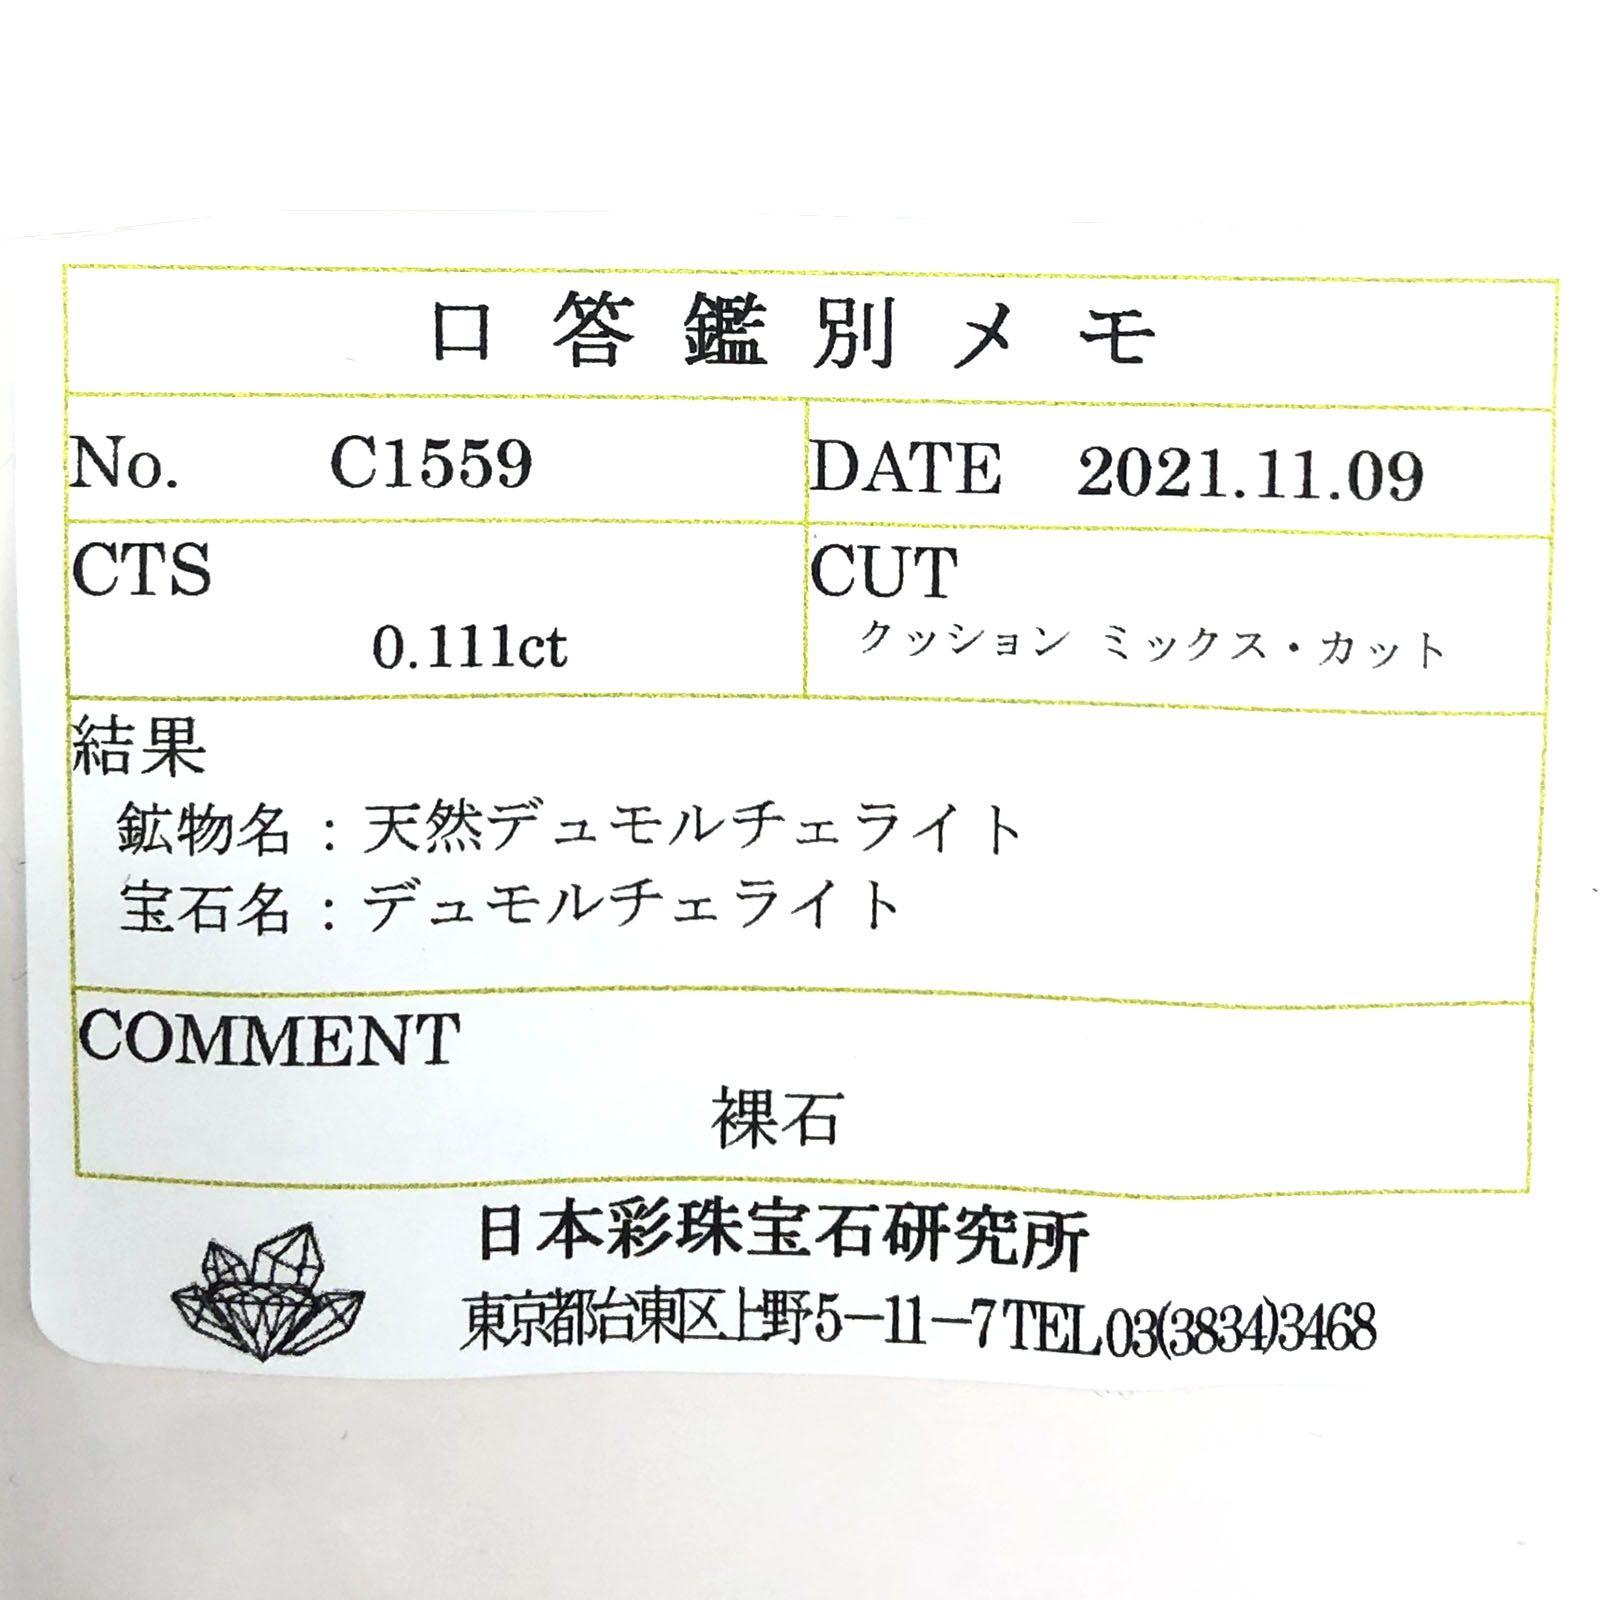 口答鑑別メモ
No. C1559 DATE 2021.11.09
CTS CUT
0.111ct クッション ミックス・カット
結果
鉱物名：天然デュモルチェライト
宝石名：デュモルチェライト
COMMENT
裸石
日本彩珠宝石研究所
東京都台東区上野5－11－7 TEL 03(3834)3468